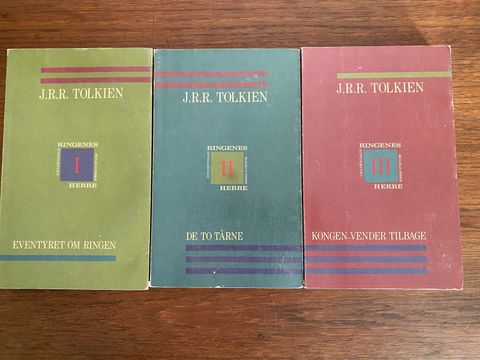 J.R.R. TOLKIEN
RINGENES
I
HERRE
EVENTYRET OM RINGEN
J.R.R. TOLKIEN
RINGENES
II
HERRE
DE TO TÅRNE
J.R.R. TOLKIEN
RINGENES
III
HERRE
KONGEN VENDER TILBAGE